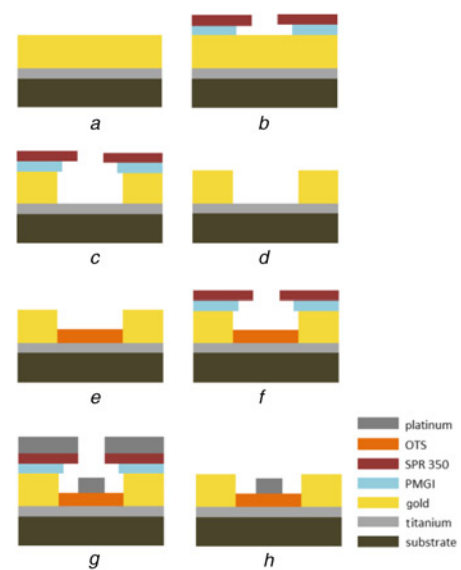 a
b
c
d
e
f
g
h
platinum
OTS
SPR 350
PMGI
gold
titanium
substrate